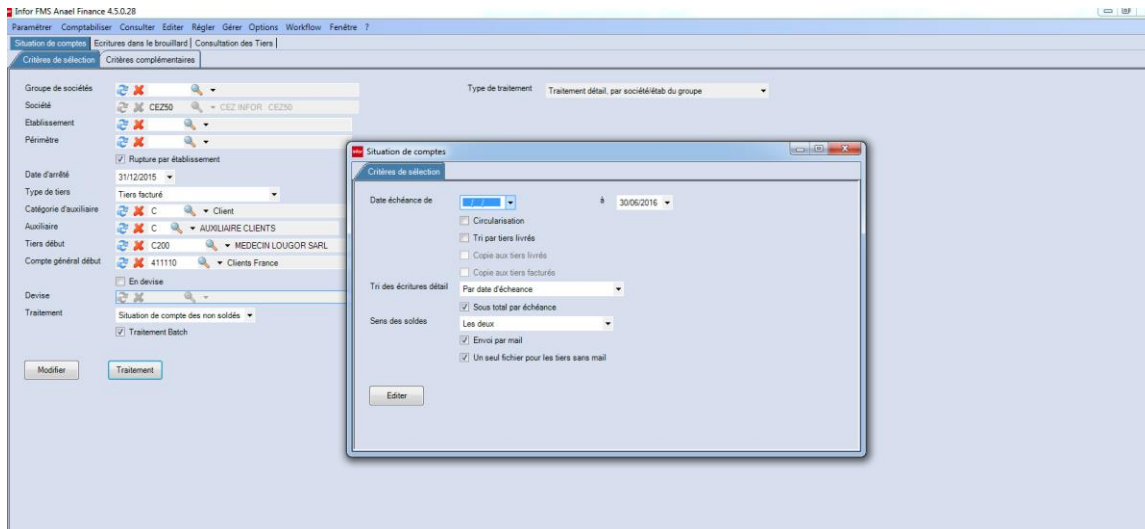 Infor FMS Anael Finance 4.5.0.28
Paramétrer Comptabiliser Consulter Editer Régler Gérer Options Workflow Fenêtre ?
Situation de comptes Ecritures dans le brouillard Consultation des Tiers
Critères de sélection Critères complémentaires
Groupe de sociétés
Type de traitement Traitement détail, par société/étab du groupe
Société CEZ50 CEZ INFOR : CEZ50
Etablissement
Périmètre
Rupture par établissement
Date d'arrêté 31/12/2015
Type de tiers Tiers facturé
Catégorie d'auxiliaire C Client
Auxiliaire C AUXILIAIRE CLIENTS
Tiers début C200 MEDECIN LOUGOR SARL
Compte général début 411110 Clients France
En devise
Devise
Traitement Situation de compte des non soldés
Traitement Batch
Modifier Traitement
infor Situation de comptes
Critères de sélection
Date échéance de / / à 30/06/2016
Circularisation
Tri par tiers livrés
Copie aux tiers livrés
Copie aux tiers facturés
Tri des écritures détail Par date d'écheance
Sous total par échéance
Sens des soldes Les deux
Envoi par mail
Un seul fichier pour les tiers sans mail
Editer